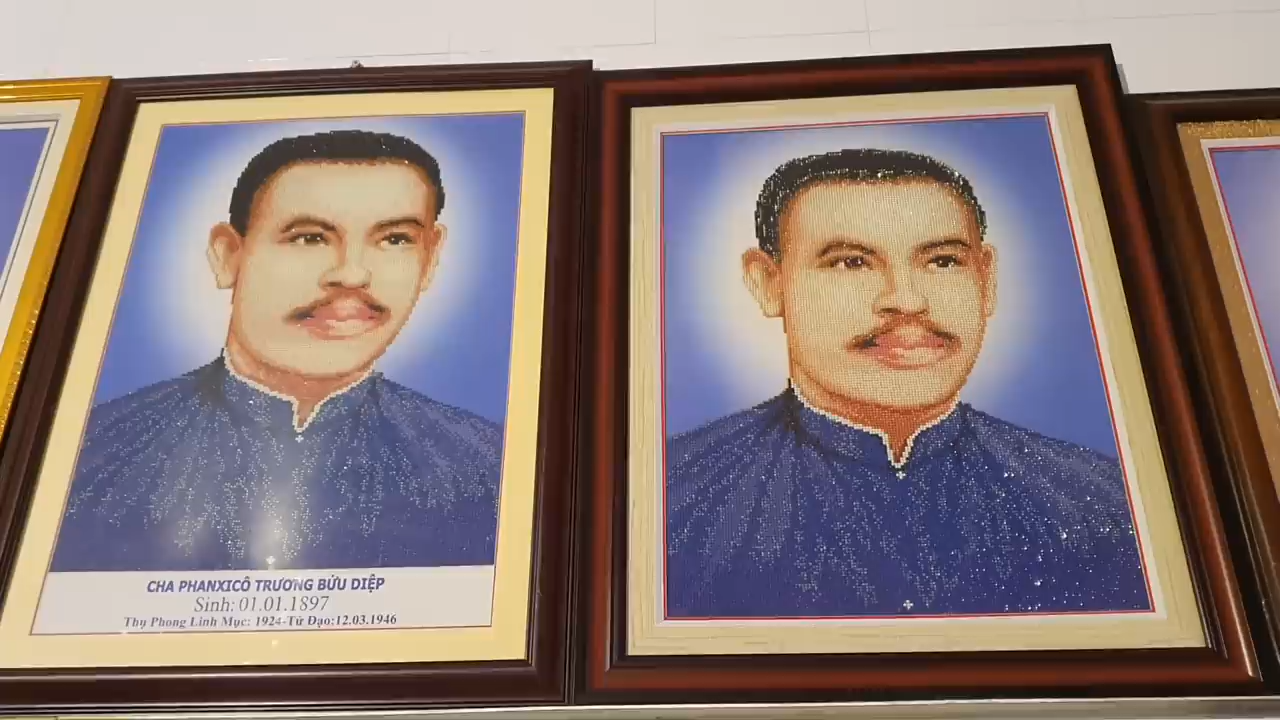 CHA PHANXICÔ TRƯƠNG BỬU DIỆP
Sinh: 01.01.1897
Thụ Phong Linh Mục: 1924-Tử Đạo:12.03.1946